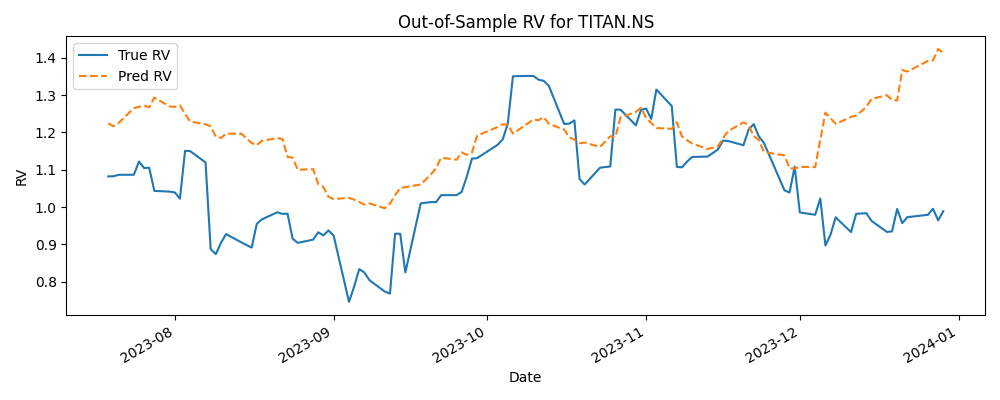 Out-of-Sample RV for TITAN.NS
True RV
Pred RV
RV
1.4
1.3
1.2
1.1
1.0
0.9
0.8
2023-08
2023-09
2023-10
2023-11
2023-12
2024-01
Date